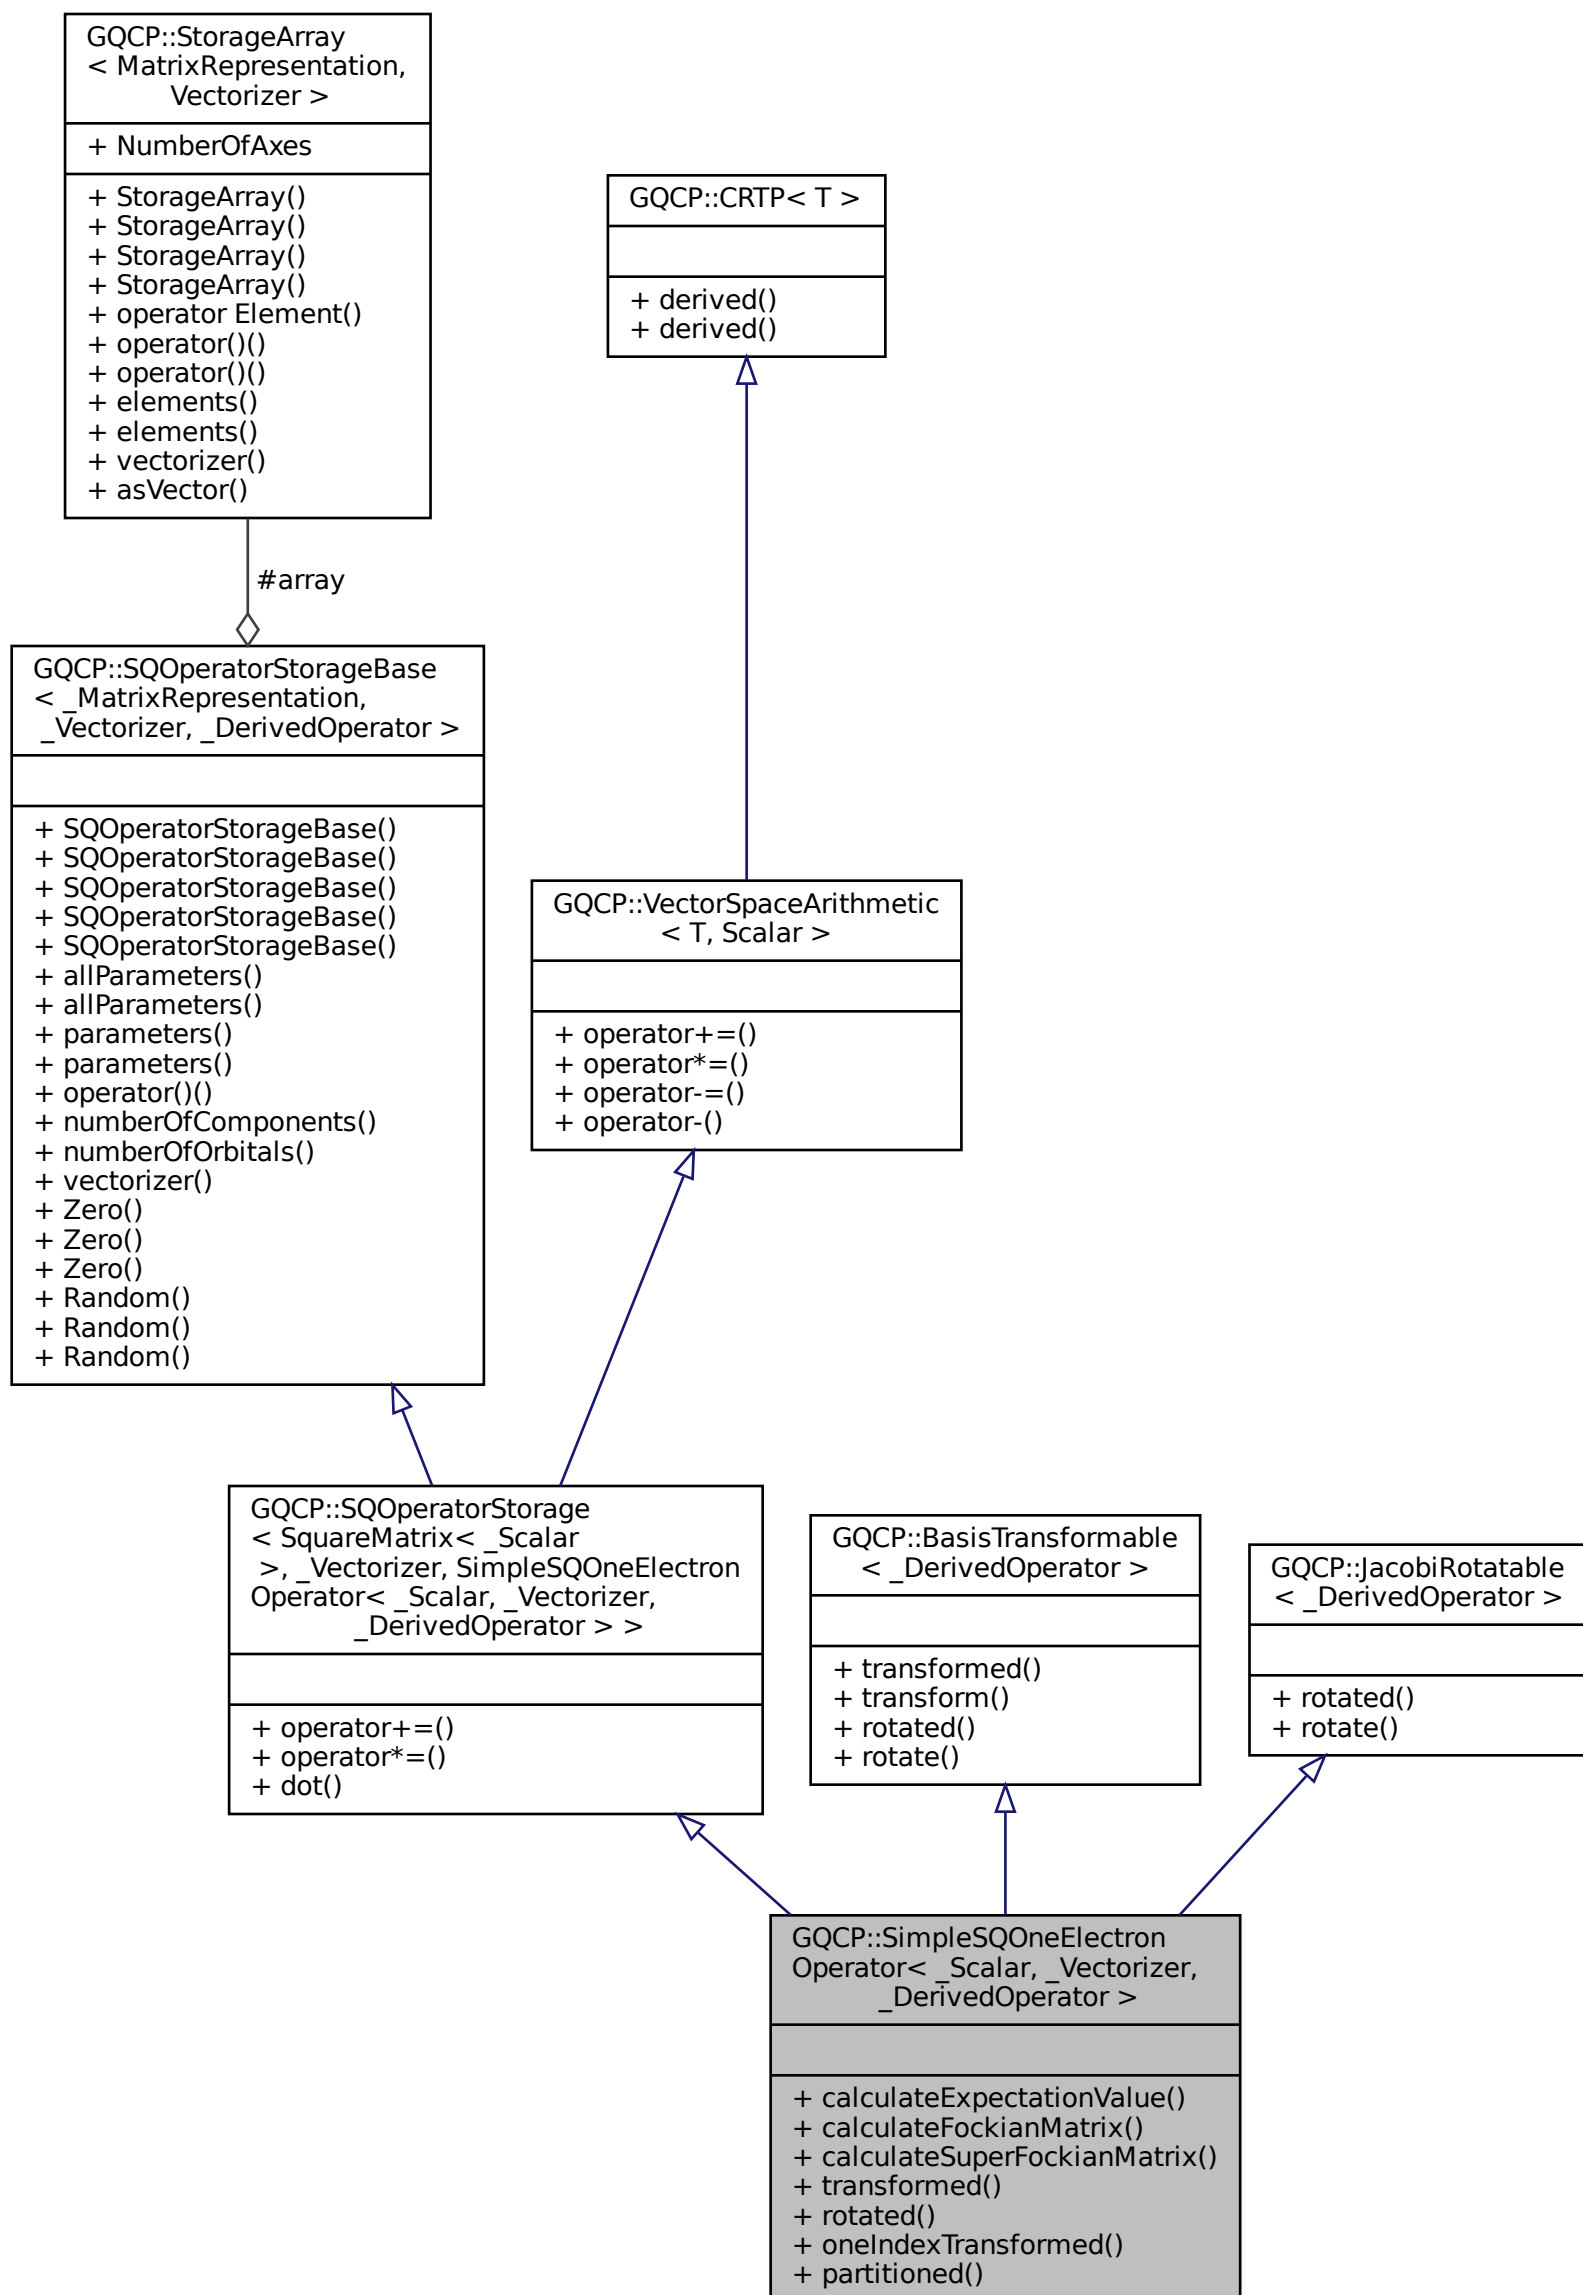 GQCP::StorageArray
< MatrixRepresentation,
Vectorizer >
+ NumberOfAxes
+ StorageArray()
+ StorageArray()
+ StorageArray()
+ StorageArray()
+ operator Element()
+ operator()()
+ operator()()
+ elements()
+ elements()
+ vectorizer()
+ asVector()
GQCP::CRTP< T >
+ derived()
+ derived()
#array
GQCP::SQOperatorStorageBase
< _MatrixRepresentation,
_Vectorizer, _DerivedOperator >
+ SQOperatorStorageBase()
+ SQOperatorStorageBase()
+ SQOperatorStorageBase()
+ SQOperatorStorageBase()
+ SQOperatorStorageBase()
+ allParameters()
+ allParameters()
+ parameters()
+ parameters()
+ operator()()
+ numberOfComponents()
+ numberOfOrbitals()
+ vectorizer()
+ Zero()
+ Zero()
+ Zero()
+ Random()
+ Random()
+ Random()
GQCP::VectorSpaceArithmetic
< T, Scalar >
+ operator+=()
+ operator*=()
+ operator-=()
+ operator-()
GQCP::SQOperatorStorage
< SquareMatrix< _Scalar
>, _Vectorizer, SimpleSQOneElectron
Operator< _Scalar, _Vectorizer,
_DerivedOperator > >
+ operator+=()
+ operator*=()
+ dot()
GQCP::BasisTransformable
< _DerivedOperator >
+ transformed()
+ transform()
+ rotated()
+ rotate()
GQCP::JacobiRotatable
< _DerivedOperator >
+ rotated()
+ rotate()
GQCP::SimpleSQOneElectron
Operator< _Scalar, _Vectorizer,
_DerivedOperator >
+ calculateExpectationValue()
+ calculateFockianMatrix()
+ calculateSuperFockianMatrix()
+ transformed()
+ rotated()
+ oneIndexTransformed()
+ partitioned()